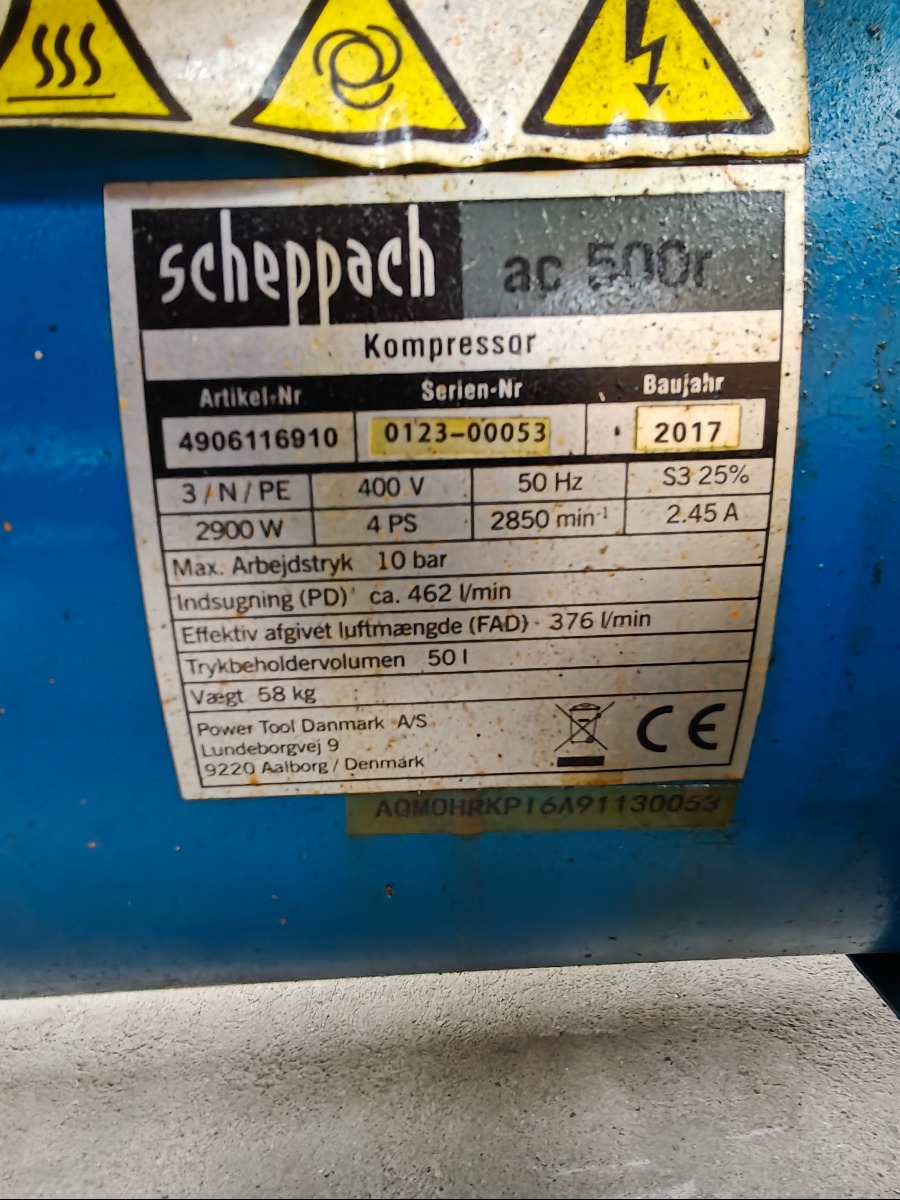 scheppach ac 500r
Kompressor
Artikel-Nr Serien-Nr Baujahr
4906116910 0123-00053 2017
3 / N / PE 400 V 50 Hz S3 25%
2900 W 4 PS 2850 min⁻¹ 2.45 A
Max. Arbejdstryk 10 bar
Indsugning (PD) ca. 462 l/min
Effektiv afgivet luftmængde (FAD) 376 l/min
Trykbeholdervolumen 50 l
Vægt 58 kg
Power Tool Danmark A/S
Lundeborgvej 9
9220 Aalborg / Denmark
CE
AQMOHRKP16A91130053